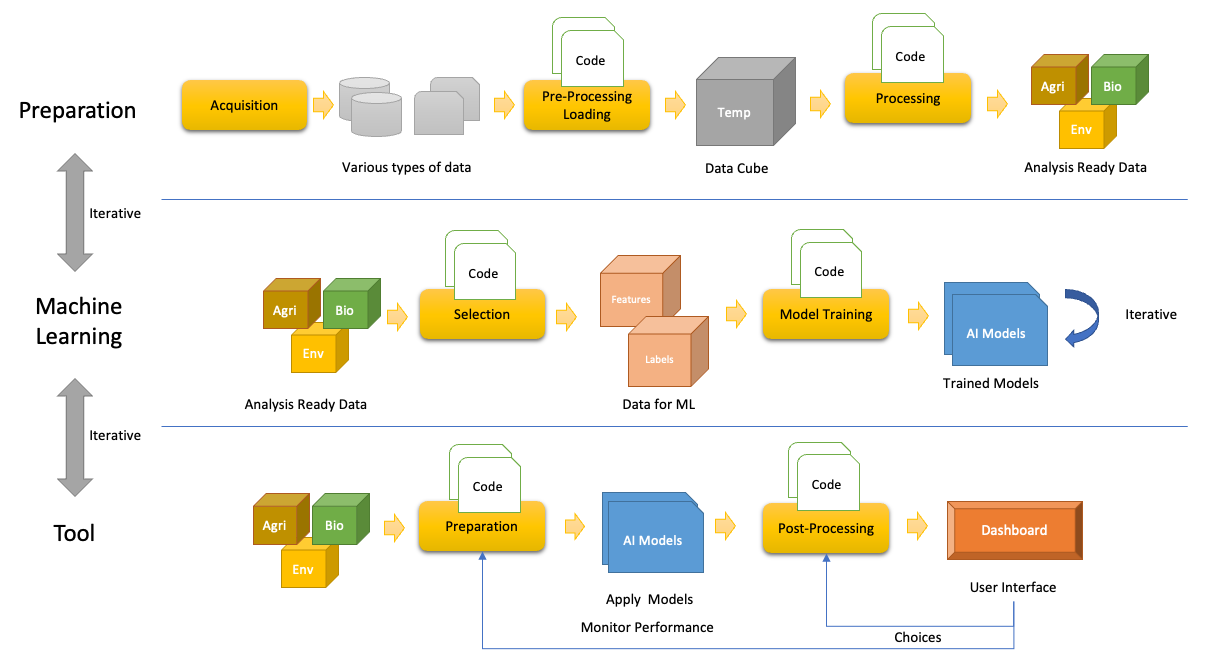 Preparation
Acquisition
Various types of data
Code
Pre-Processing
Loading
Temp
Data Cube
Code
Processing
Agri
Bio
Env
Analysis Ready Data
Iterative
Machine
Learning
Agri
Bio
Env
Analysis Ready Data
Code
Selection
Features
Labels
Data for ML
Code
Model Training
AI Models
Trained Models
Iterative
Iterative
Tool
Agri
Bio
Env
Code
Preparation
AI Models
Apply Models
Monitor Performance
Code
Post-Processing
Dashboard
User Interface
Choices